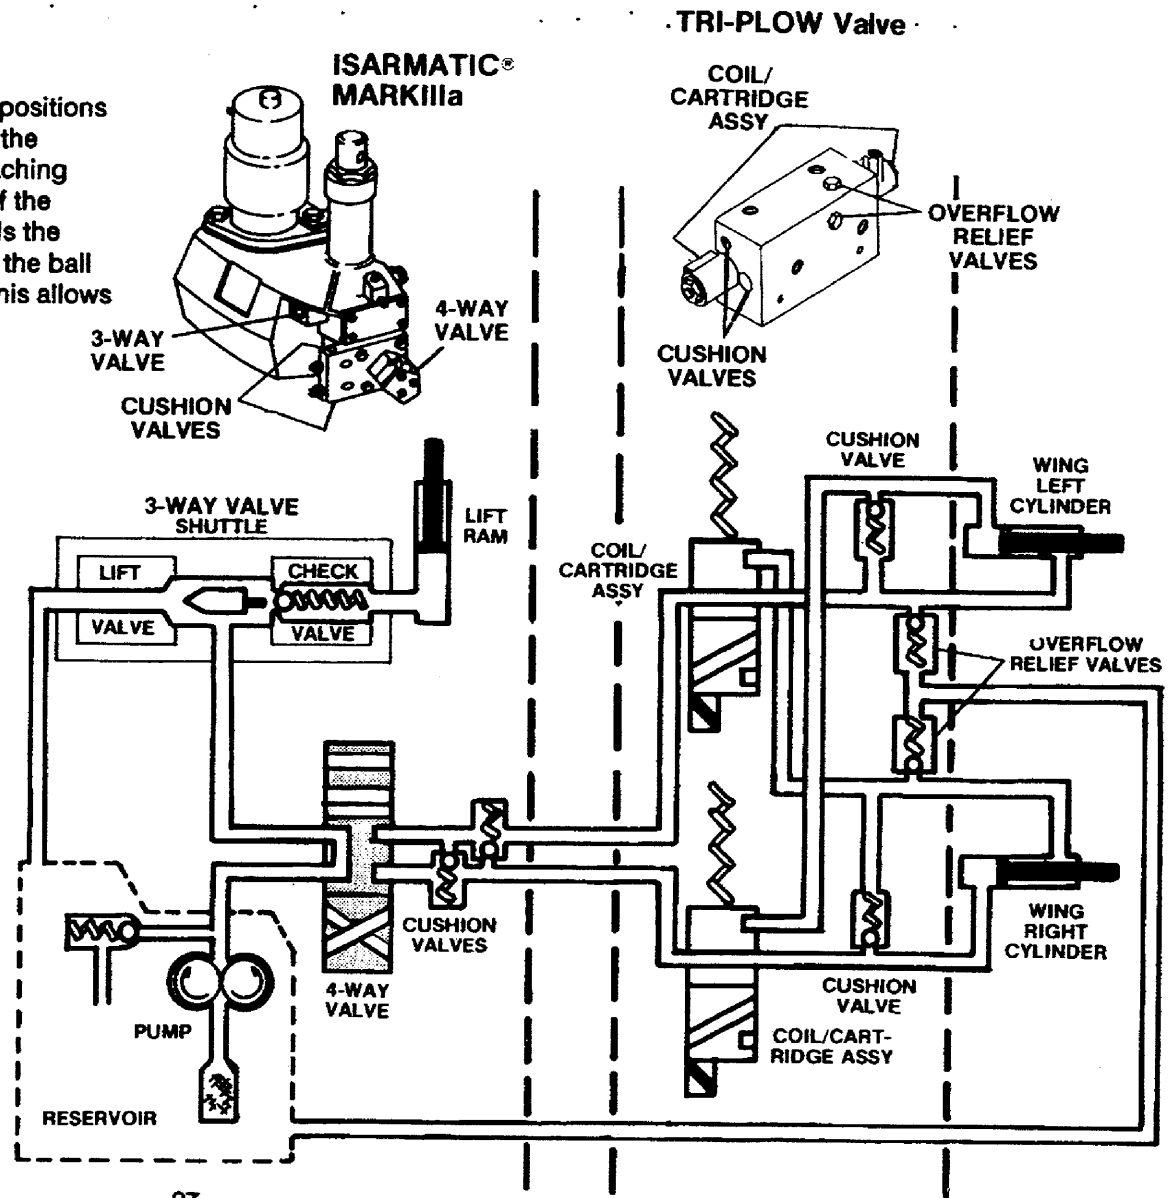 TRI-PLOW Valve
ISARMATIC®
MARKIIIa
positions
the
the
the ball
allows
COIL/
CARTRIDGE
ASSY
OVERFLOW
RELIEF
VALVES
4-WAY
VALVE
3-WAY
VALVE
CUSHION
VALVES
CUSHION
VALVES
3-WAY VALVE
SHUTTLE
LIFT
RAM
LIFT
VALVE
CHECK
VALVE
COIL/
CARTRIDGE
ASSY
CUSHION
VALVE
WING
LEFT
CYLINDER
OVERFLOW
RELIEF VALVES
CUSHION
VALVES
4-WAY
VALVE
PUMP
RESERVOIR
WING
RIGHT
CYLINDER
CUSHION
VALVE
COIL/CART-
RIDGE ASSY